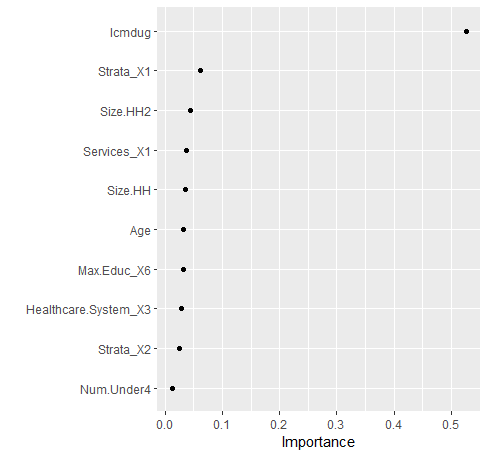 lcmdug
Strata_X1
Size.HH2
Services_X1
Size.HH
Age
Max.Educ_X6
Healthcare.System_X3
Strata_X2
Num.Under4
0.0 0.1 0.2 0.3 0.4 0.5
Importance